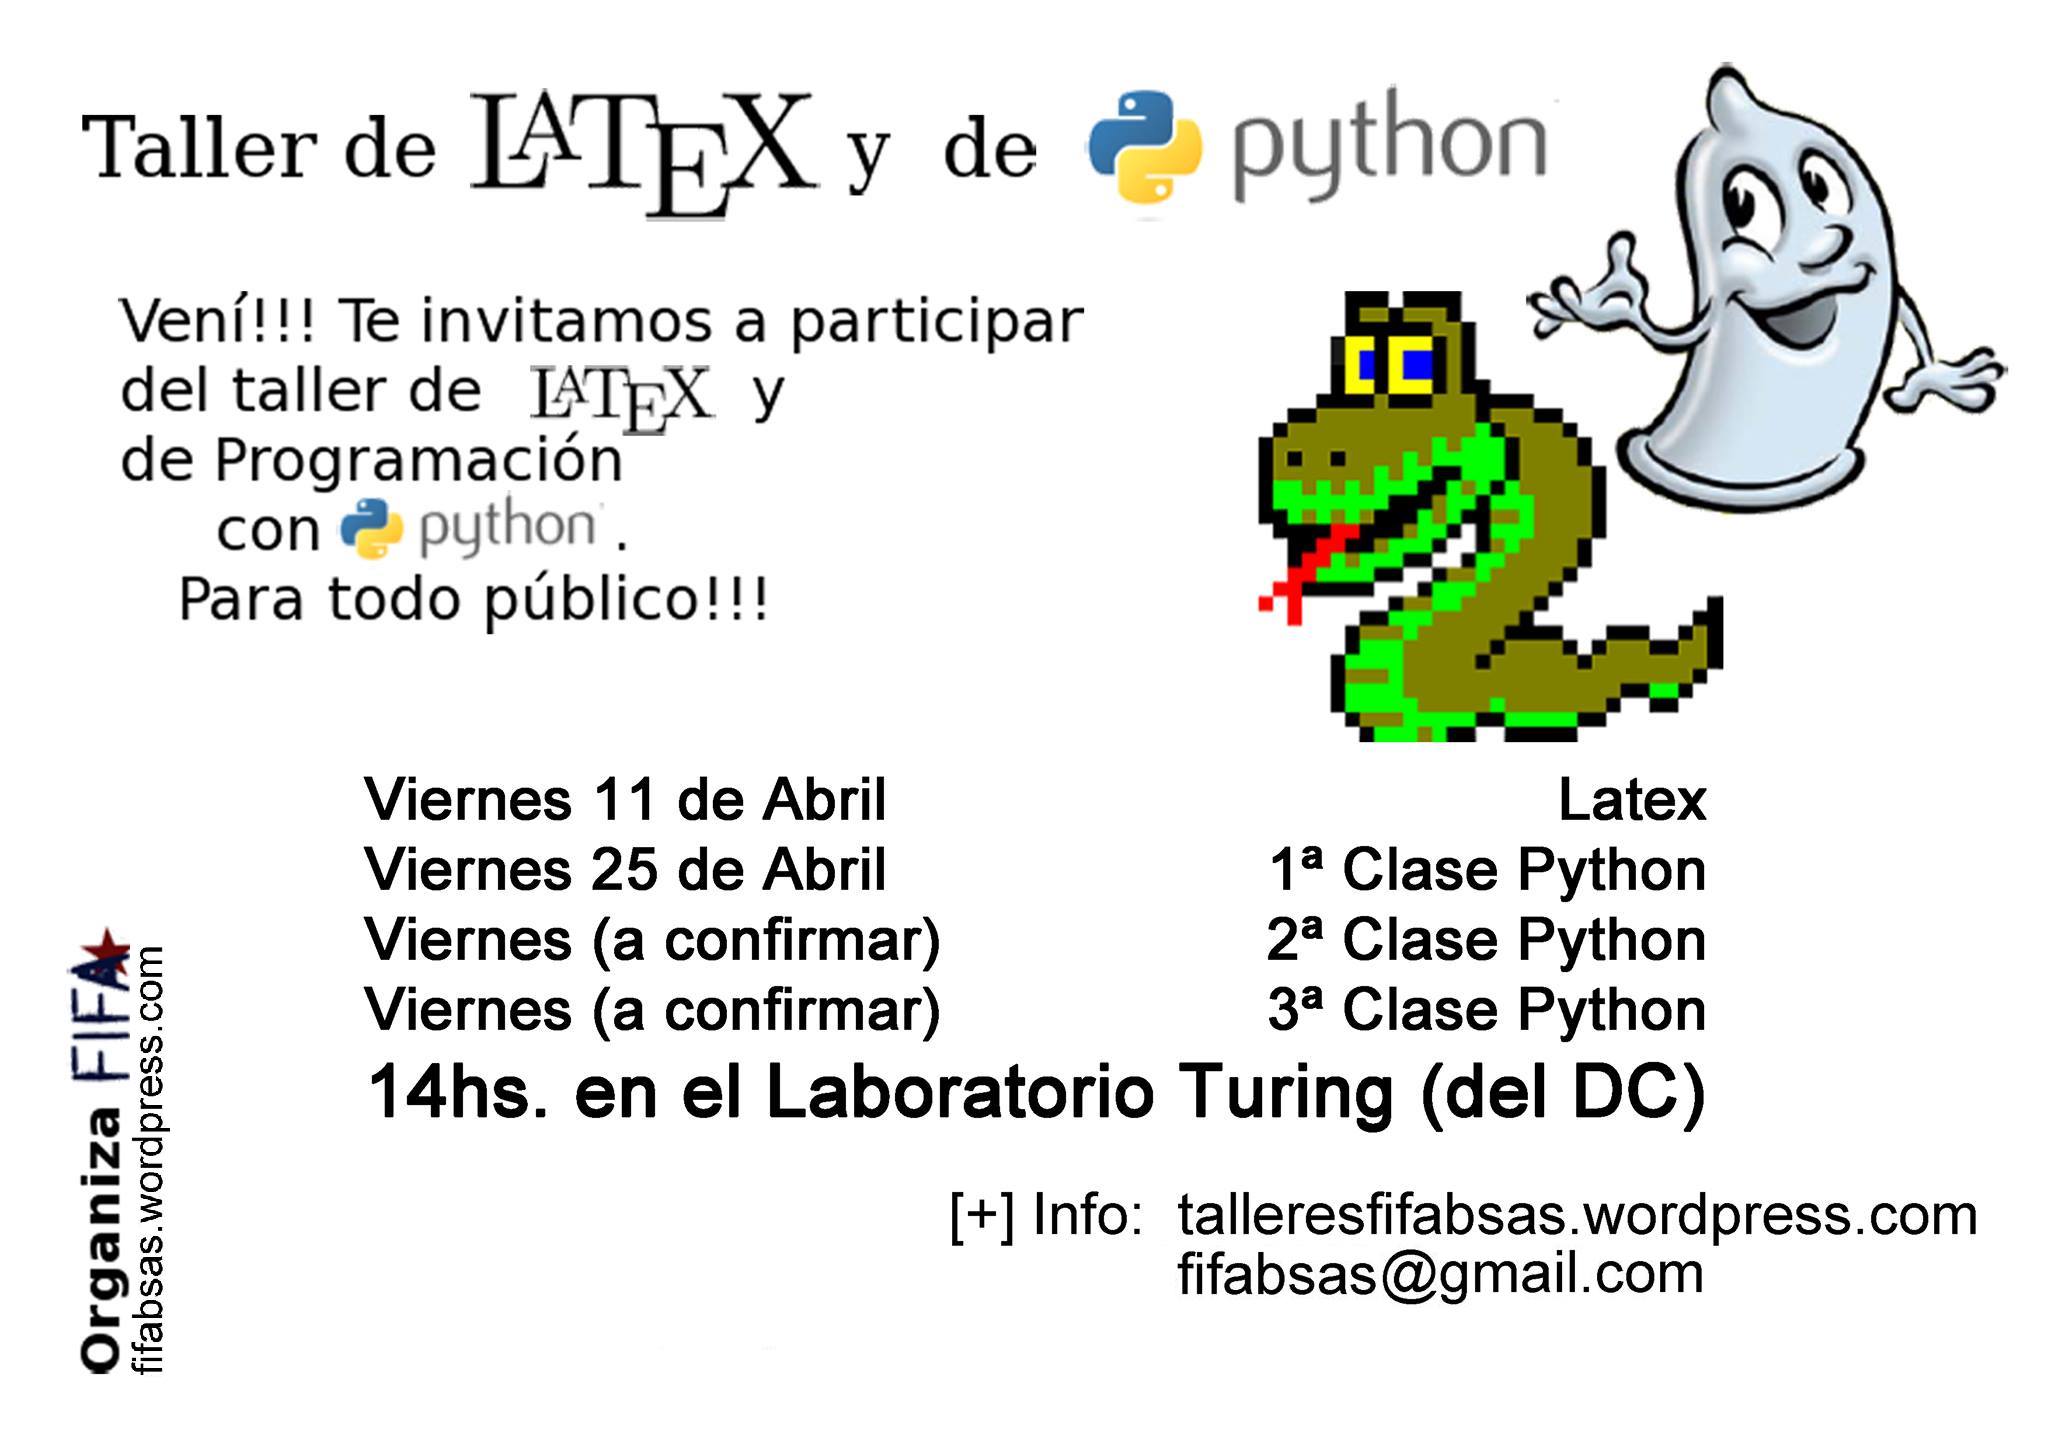 Taller de LATEX y de python
Vení!!! Te invitamos a participar
del taller de LATEX y
de Programación
con python .
Para todo público!!!
Viernes 11 de Abril Latex
Viernes 25 de Abril 1ª Clase Python
Viernes (a confirmar) 2ª Clase Python
Viernes (a confirmar) 3ª Clase Python
14hs. en el Laboratorio Turing (del DC)
[+] Info: talleresfifabsas.wordpress.com
fifabsas@gmail.com
Organiza FIFA
fifabsas.wordpress.com